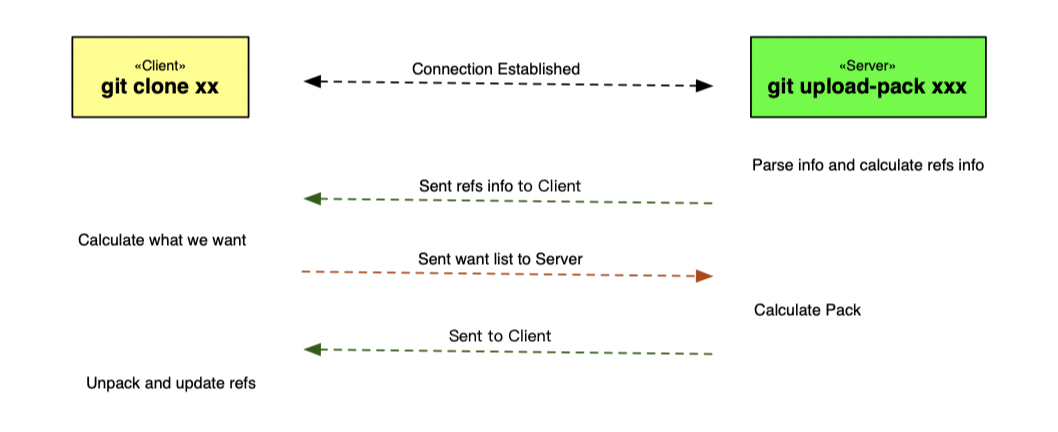 «Client»
git clone xx
Connection Established
«Server»
git upload-pack xxx
Parse info and calculate refs info
Sent refs info to Client
Calculate what we want
Sent want list to Server
Calculate Pack
Sent to Client
Unpack and update refs